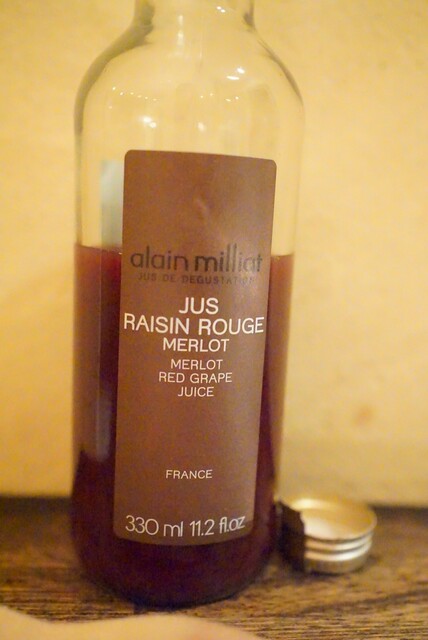 alain milliat
JUS DE DÉGUSTATION
JUS
RAISIN ROUGE
MERLOT
MERLOT
RED GRAPE
JUICE
FRANCE
330 ml 11.2 fl.oz